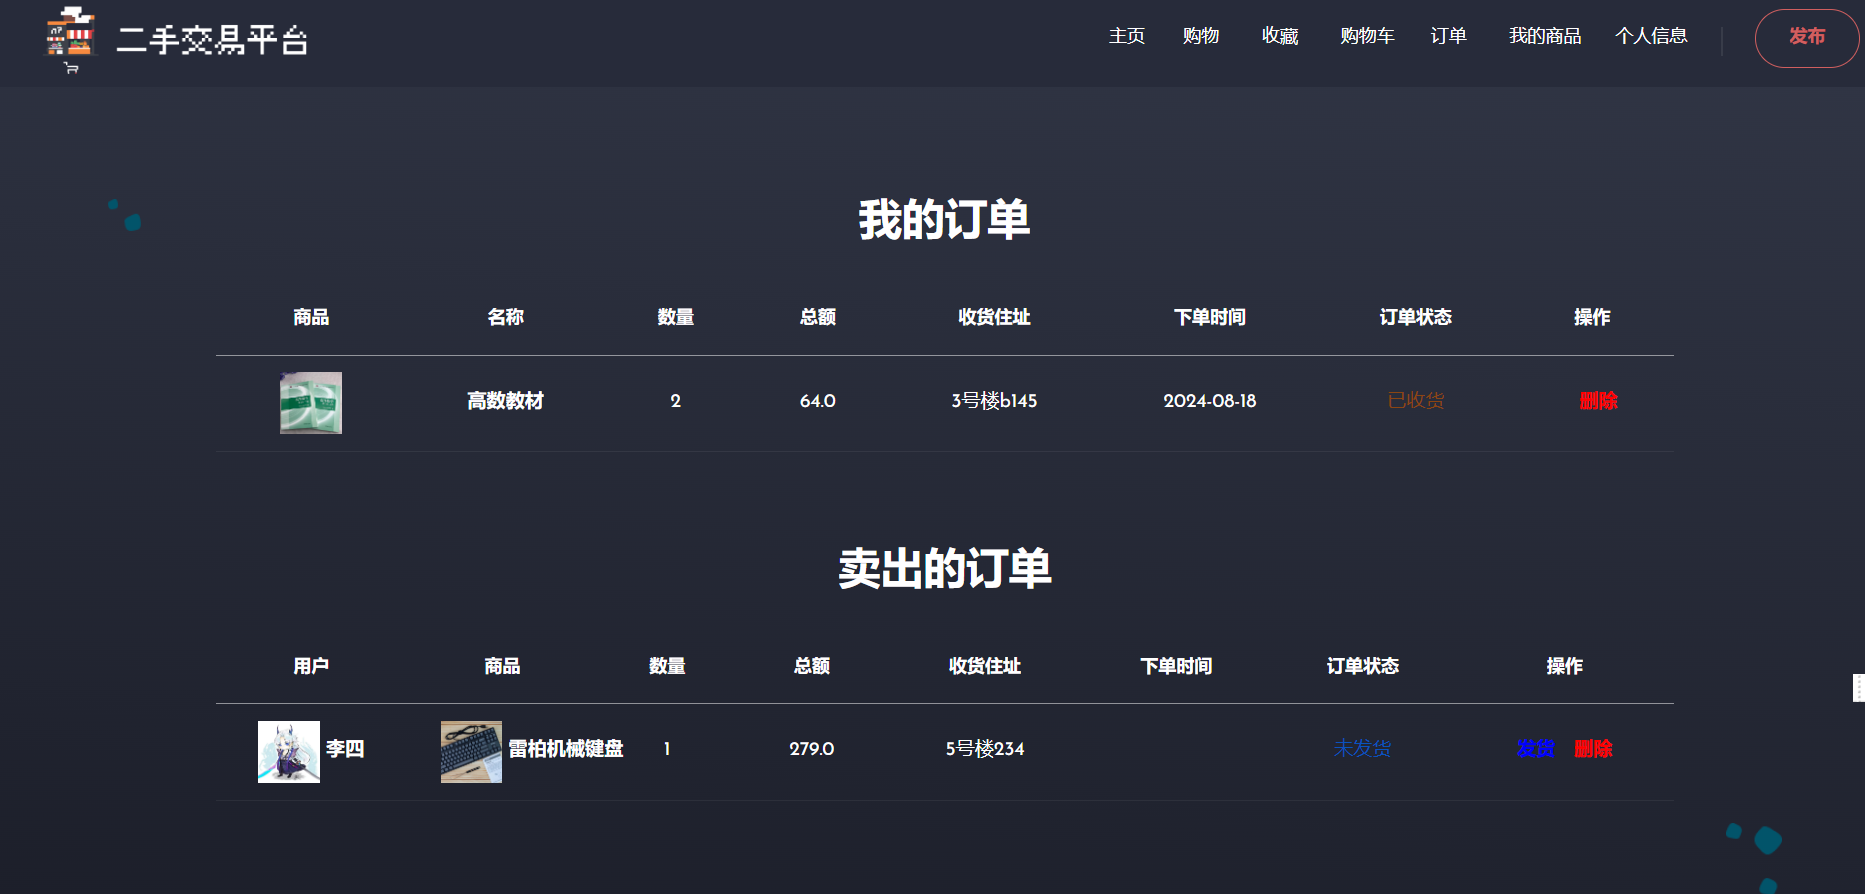 二手交易平台 主页 购物 收藏 购物车 订单 我的商品 个人信息 发布
我的订单
商品 名称 数量 总额 收货住址 下单时间 订单状态 操作
高数教材 2 64.0 3号楼b145 2024-08-18 已收货 删除
卖出的订单
用户 商品 数量 总额 收货住址 下单时间 订单状态 操作
李四 雷柏机械键盘 1 279.0 5号楼234 未发货 发货 删除